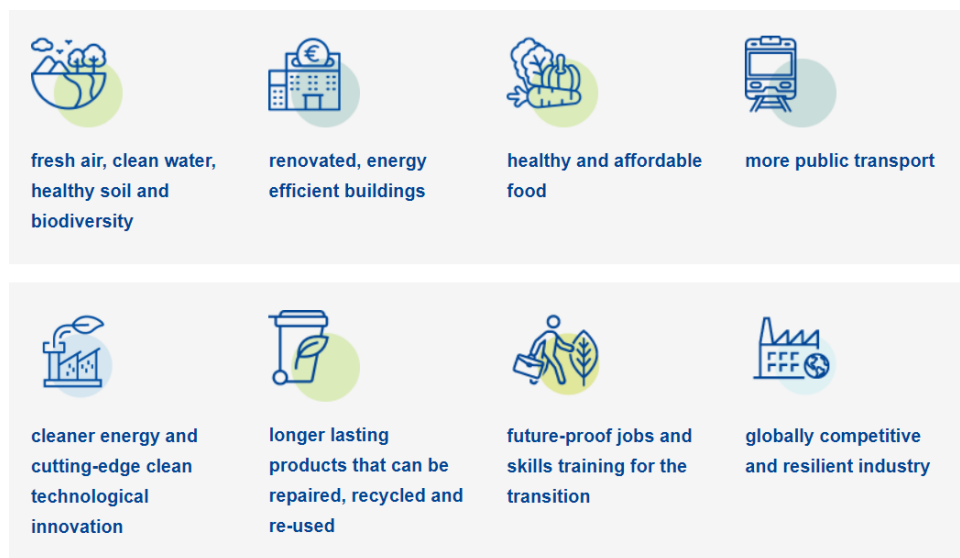 €
fresh air, clean water,
healthy soil and
biodiversity
renovated, energy
efficient buildings
healthy and affordable
food
more public transport
cleaner energy and
cutting-edge clean
technological
innovation
longer lasting
products that can be
repaired, recycled and
re-used
future-proof jobs and
skills training for the
transition
globally competitive
and resilient industry